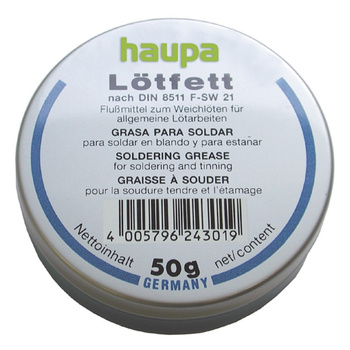 haupa
Lötfett
nach DIN 8511 F-SW 21
Flußmittel zum Weichlöten für
allgemeine Lötarbeiten
GRASA PARA SOLDAR
para soldar en blando y para estañar
SOLDERING GREASE
for soldering and tinning
GRAISSE À SOUDER
pour la soudure tendre et l'étamage
4 005796 243019
Nettoinhalt 50g net/content
GERMANY